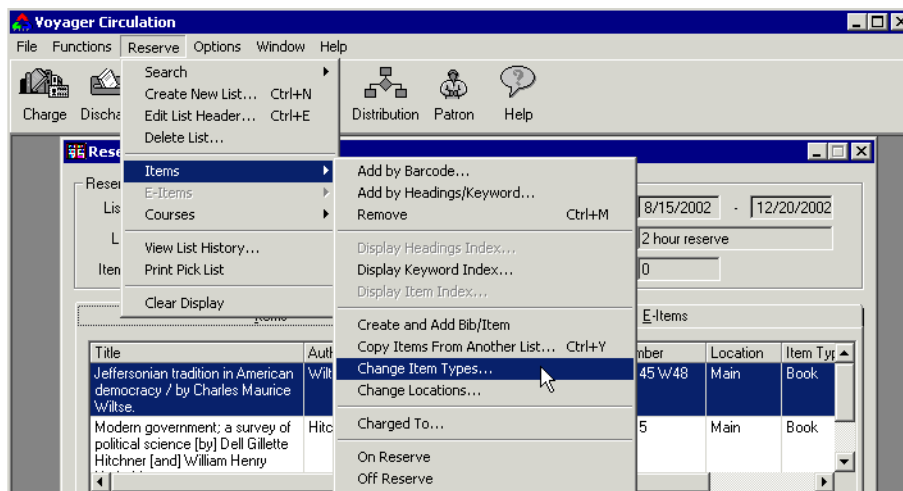 Voyager Circulation
File Functions Reserve Options Window Help
Charge
Distribution Patron Help
Search
Create New List... Ctrl+N
Edit List Header... Ctrl+E
Delete List...
Items
E-Items
Courses
View List History...
Print Pick List
Clear Display
Add by Barcode...
Add by Headings/Keyword...
Remove Ctrl+M
Display Headings Index...
Display Keyword Index...
Display Item Index...
Create and Add Bib/Item
Copy Items From Another List... Ctrl+Y
Change Item Types...
Change Locations...
Charged To...
On Reserve
Off Reserve
8/15/2002 - 12/20/2002
2 hour reserve
0
E-Items
Title Location
Jeffersonian tradition in American 45 W48 Main Book
democracy / by Charles Maurice
Wiltse.
Modern government; a survey of 5 Main Book
political science [by] Dell Gillette
Hitchner [and] William Henry